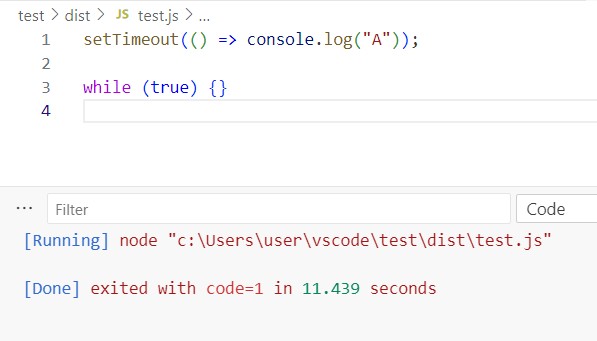 test > dist > JS test.js > ...
1 setTimeout(() => console.log("A"));
2
3 while (true) {}
4
... Filter Code
[Running] node "c:\Users\user\vscode\test\dist\test.js"
[Done] exited with code=1 in 11.439 seconds